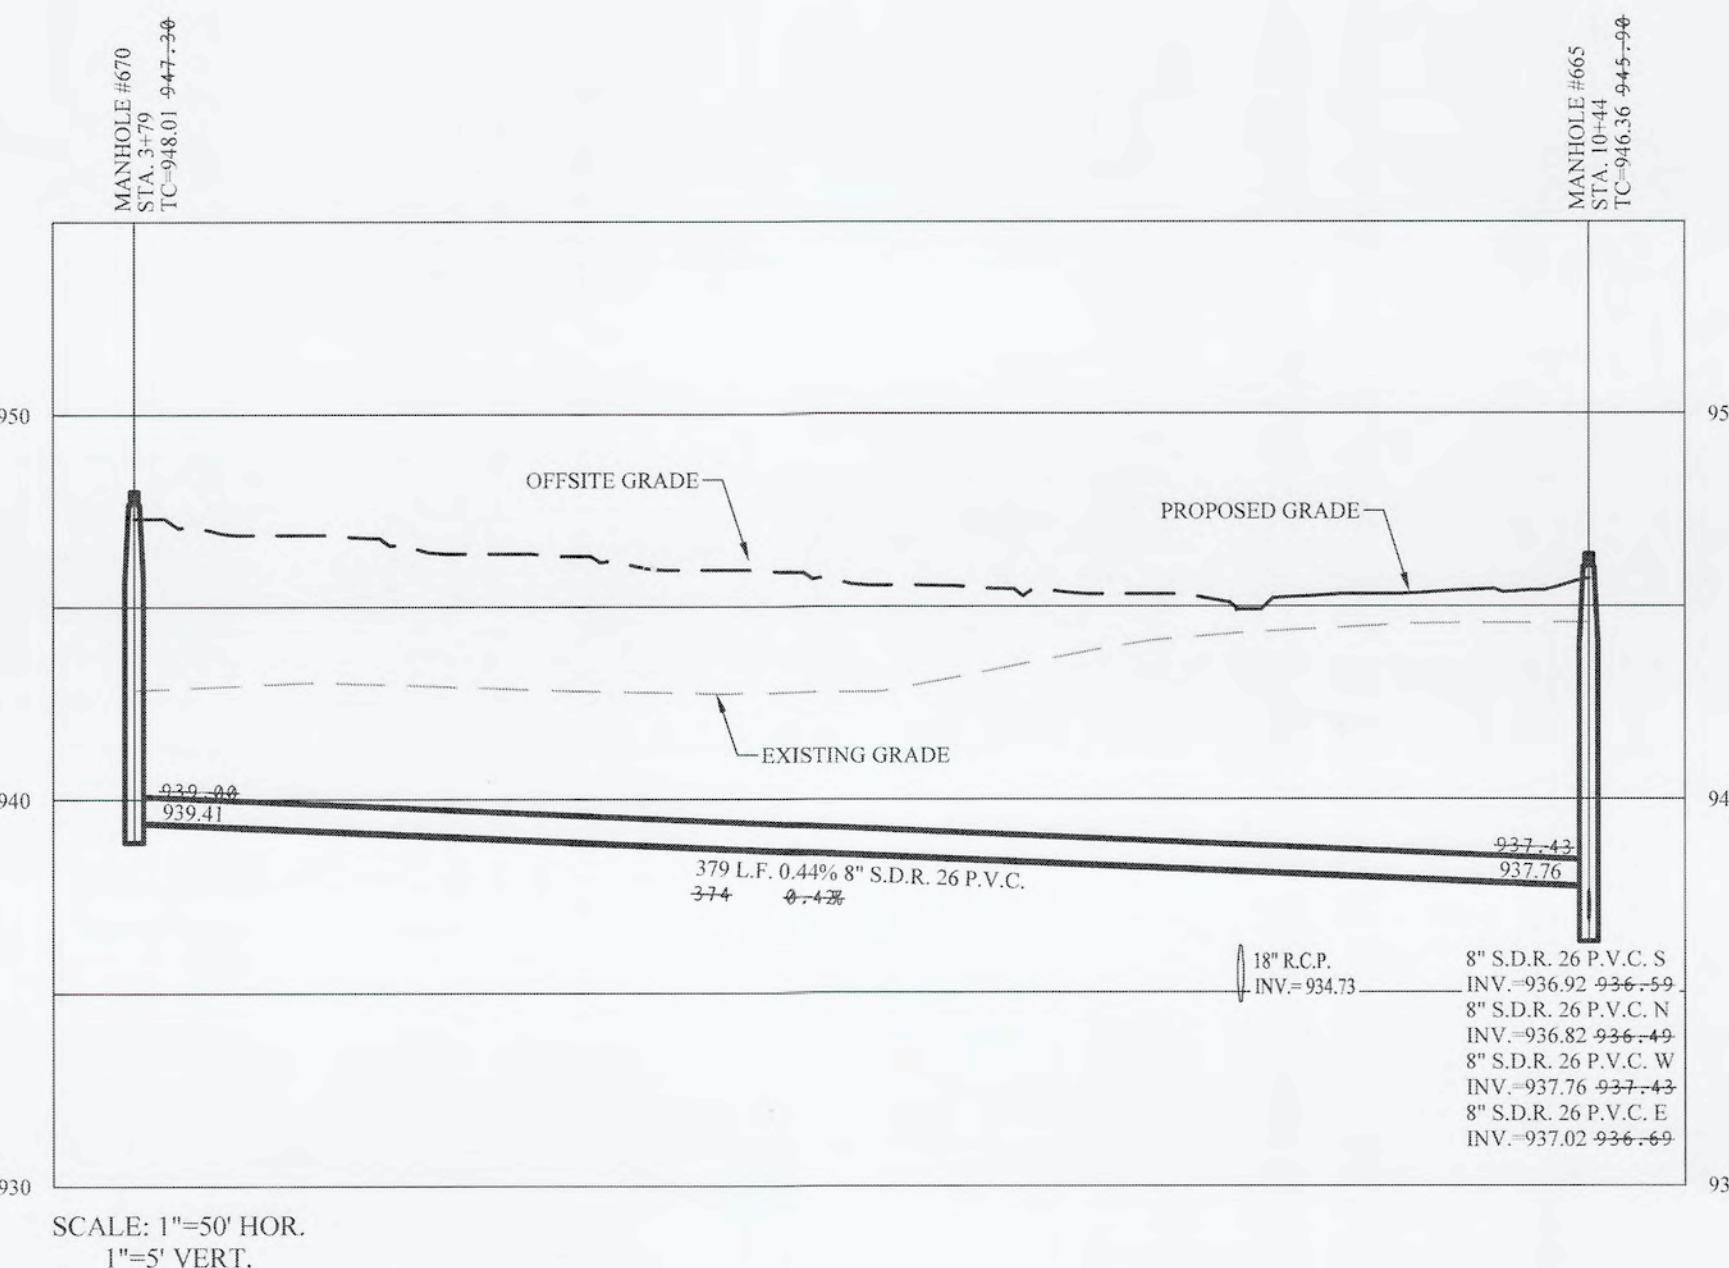 MANHOLE #670
STA. 3+79
TC=948.01 947.30
MANHOLE #665
STA. 10+44
TC=946.36 945.90
950
95
OFFSITE GRADE
PROPOSED GRADE
EXISTING GRADE
940
94
939.00
939.41
937.43
937.76
379 L.F. 0.44% 8" S.D.R. 26 P.V.C.
374 0.42%
18" R.C.P.
INV.= 934.73
8" S.D.R. 26 P.V.C. S
INV.=936.92 936.59
8" S.D.R. 26 P.V.C. N
INV.=936.82 936.49
8" S.D.R. 26 P.V.C. W
INV.=937.76 937.43
8" S.D.R. 26 P.V.C. E
INV.=937.02 936.69
930
93
SCALE: 1"=50' HOR.
1"=5' VERT.